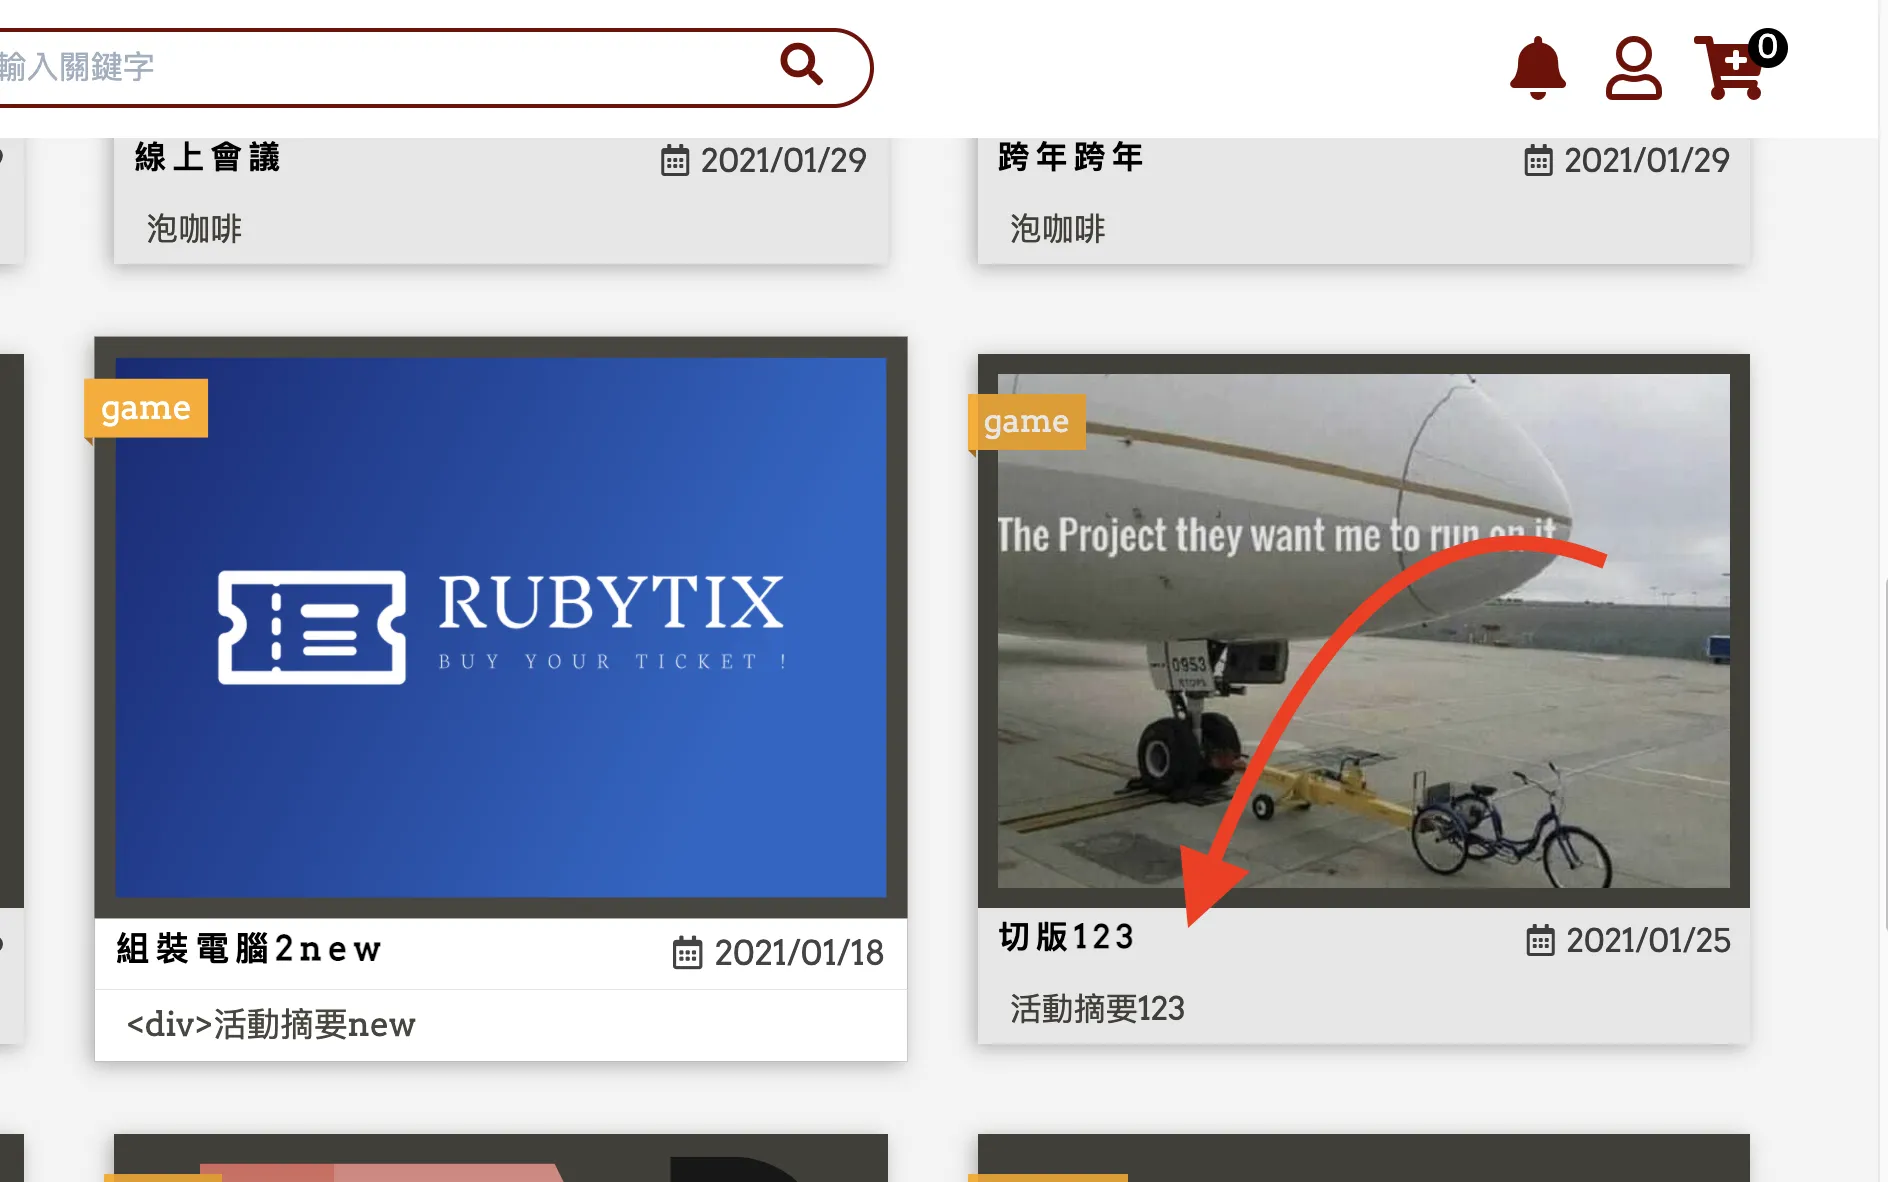 輸入關鍵字
0
線上會議
2021/01/29
泡咖啡
跨年跨年
2021/01/29
泡咖啡
game
RUBYTIX
BUY YOUR TICKET !
組裝電腦2new
2021/01/18
<div>活動摘要new
game
The Project they want me to run on it
0953
切版123
2021/01/25
活動摘要123